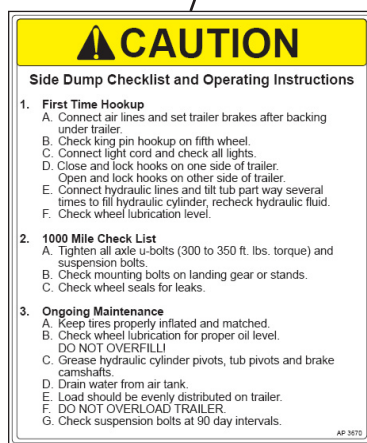 CAUTION
Side Dump Checklist and Operating Instructions
1. First Time Hookup
A. Connect air lines and set trailer brakes after backing
under trailer.
B. Check king pin hookup on fifth wheel.
C. Connect light cord and check all lights.
D. Close and lock hooks on one side of trailer.
Open and lock hooks on other side of trailer.
E. Connect hydraulic lines and tilt tub part way several
times to fill hydraulic cylinder, recheck hydraulic fluid.
F. Check wheel lubrication level.
2. 1000 Mile Check List
A. Tighten all axle u-bolts (300 to 350 ft. lbs. torque) and
suspension bolts.
B. Check mounting bolts on landing gear or stands.
C. Check wheel seals for leaks.
3. Ongoing Maintenance
A. Keep tires properly inflated and matched.
B. Check wheel lubrication for proper oil level.
DO NOT OVERFILL!
C. Grease hydraulic cylinder pivots, tub pivots and brake
camshafts.
D. Drain water from air tank.
E. Load should be evenly distributed on trailer.
F. DO NOT OVERLOAD TRAILER.
G. Check suspension bolts at 90 day intervals.
AP 3670